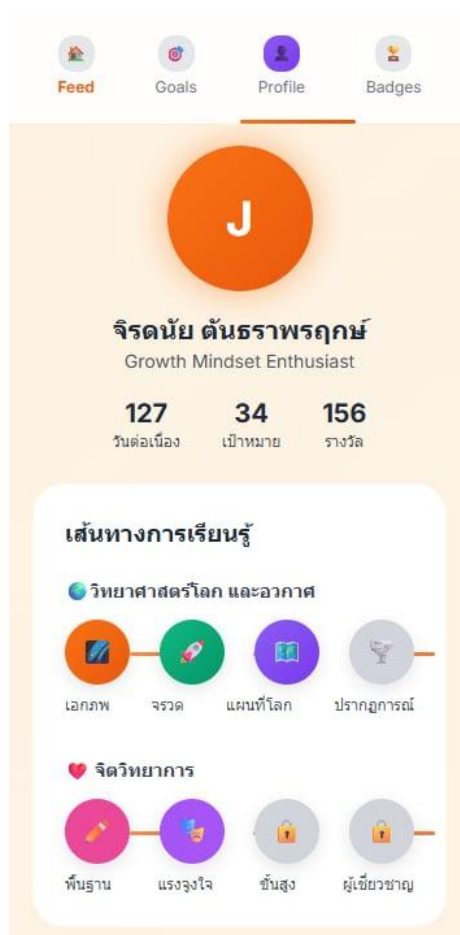 Feed Goals Profile Badges
J
จิรดนัย ตันธราพรฤกษ์
Growth Mindset Enthusiast
127 34 156
วันต่อเนื่อง เป้าหมาย รางวัล
เส้นทางการเรียนรู้
วิทยาศาสตร์โลก และอวกาศ
เอกภพ จรวด แผนที่โลก ปรากฏการณ์
จิตวิทยาการ
พื้นฐาน แรงจูงใจ ขั้นสูง ผู้เชี่ยวชาญ